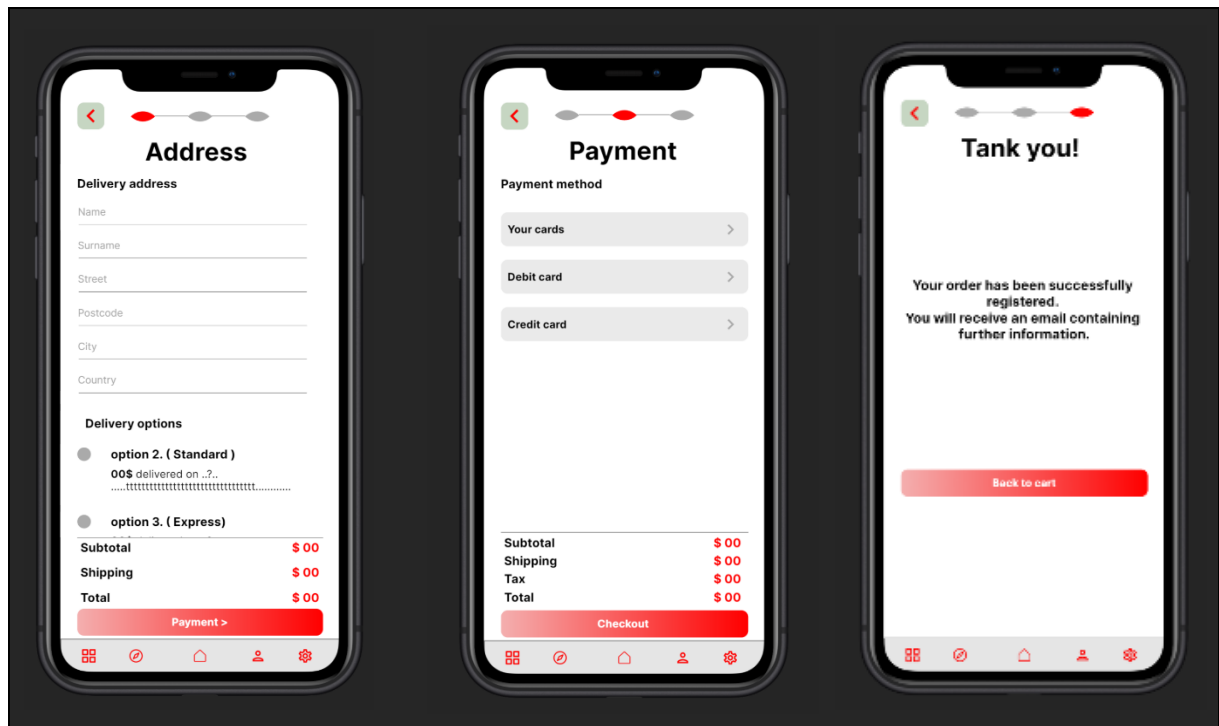 Address
Delivery address
Name
Surname
Street
Postcode
City
Country
Delivery options
option 2. ( Standard )
00$ delivered on ..?..
.....tttttttttttttttttttttttttttttttttt...........
option 3. ( Express)
Subtotal $ 00
Shipping $ 00
Total $ 00
Payment >
Payment
Payment method
Your cards
Debit card
Credit card
Subtotal $ 00
Shipping $ 00
Tax $ 00
Total $ 00
Checkout
Tank you!
Your order has been successfully
registered.
You will receive an email containing
further information.
Back to cart